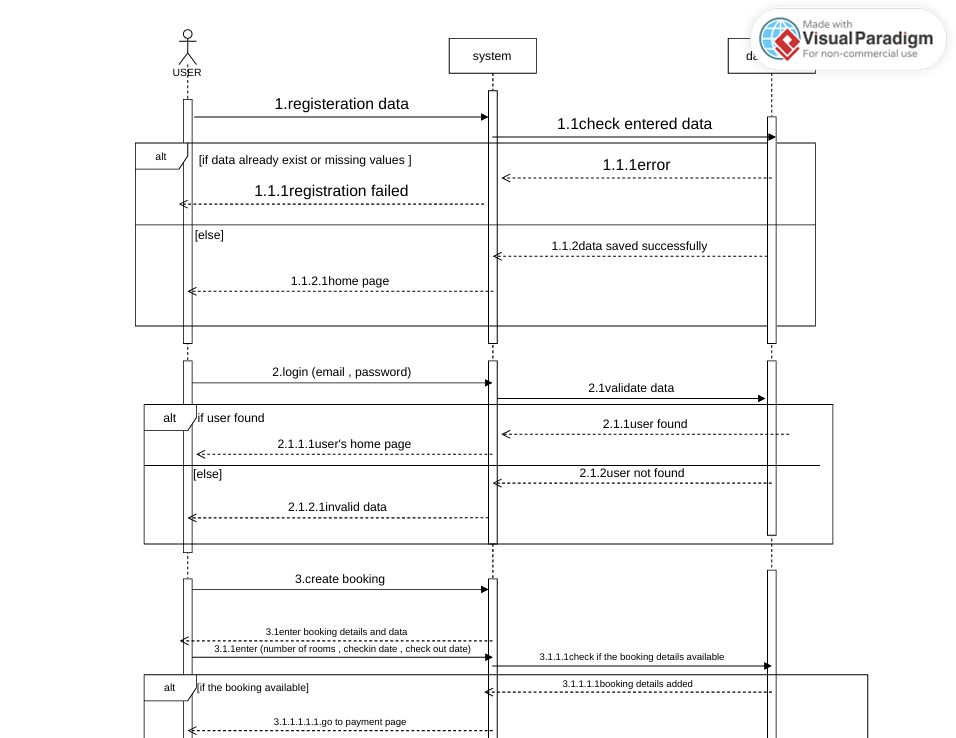 Made with
Visual Paradigm
For non-commercial use
USER
system
1.registeration data
1.1check entered data
alt
[if data already exist or missing values ]
1.1.1error
1.1.1registration failed
[else]
1.1.2data saved successfully
1.1.2.1home page
2.login (email , password)
2.1validate data
alt
if user found
2.1.1user found
2.1.1.1user's home page
[else]
2.1.2user not found
2.1.2.1invalid data
3.create booking
3.1enter booking details and data
3.1.1enter (number of rooms , checkin date , check out date)
3.1.1.1check if the booking details available
alt
[if the booking available]
3.1.1.1.1booking details added
3.1.1.1.1.1.go to payment page